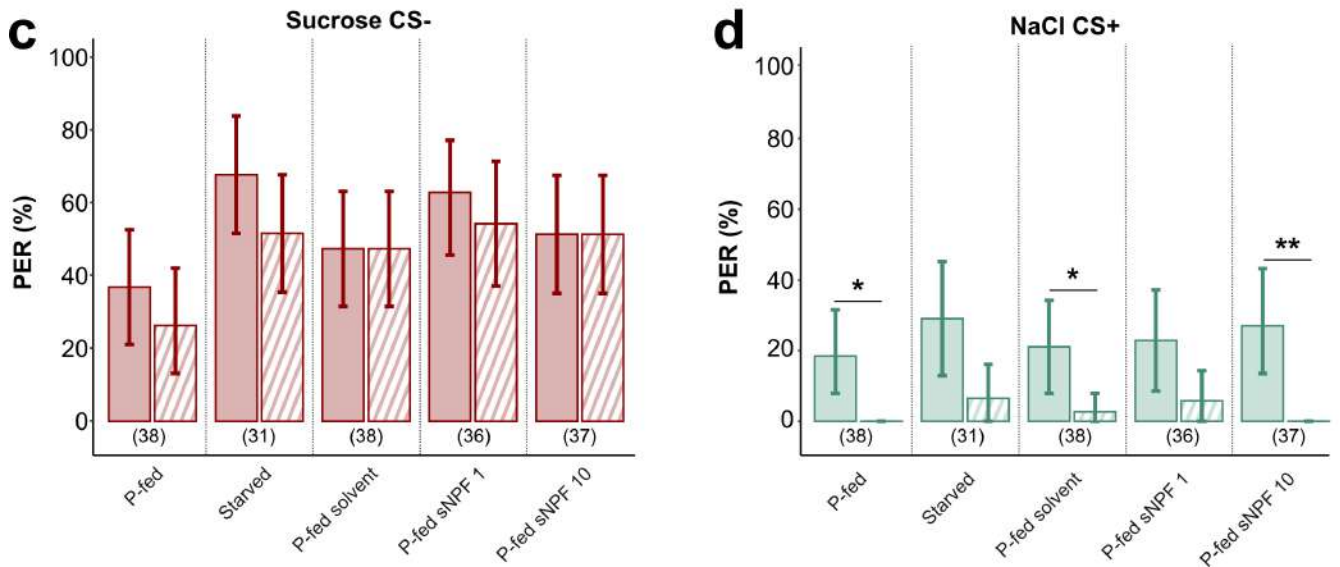 c
Sucrose CS-
PER (%)
100
80
60
40
20
0
(38)
(31)
(38)
(36)
(37)
P-fed
Starved
P-fed solvent
P-fed sNPF 1
P-fed sNPF 10
d
NaCl CS+
PER (%)
100
80
60
40
20
0
*
*
**
(38)
(31)
(38)
(36)
(37)
P-fed
Starved
P-fed solvent
P-fed sNPF 1
P-fed sNPF 10